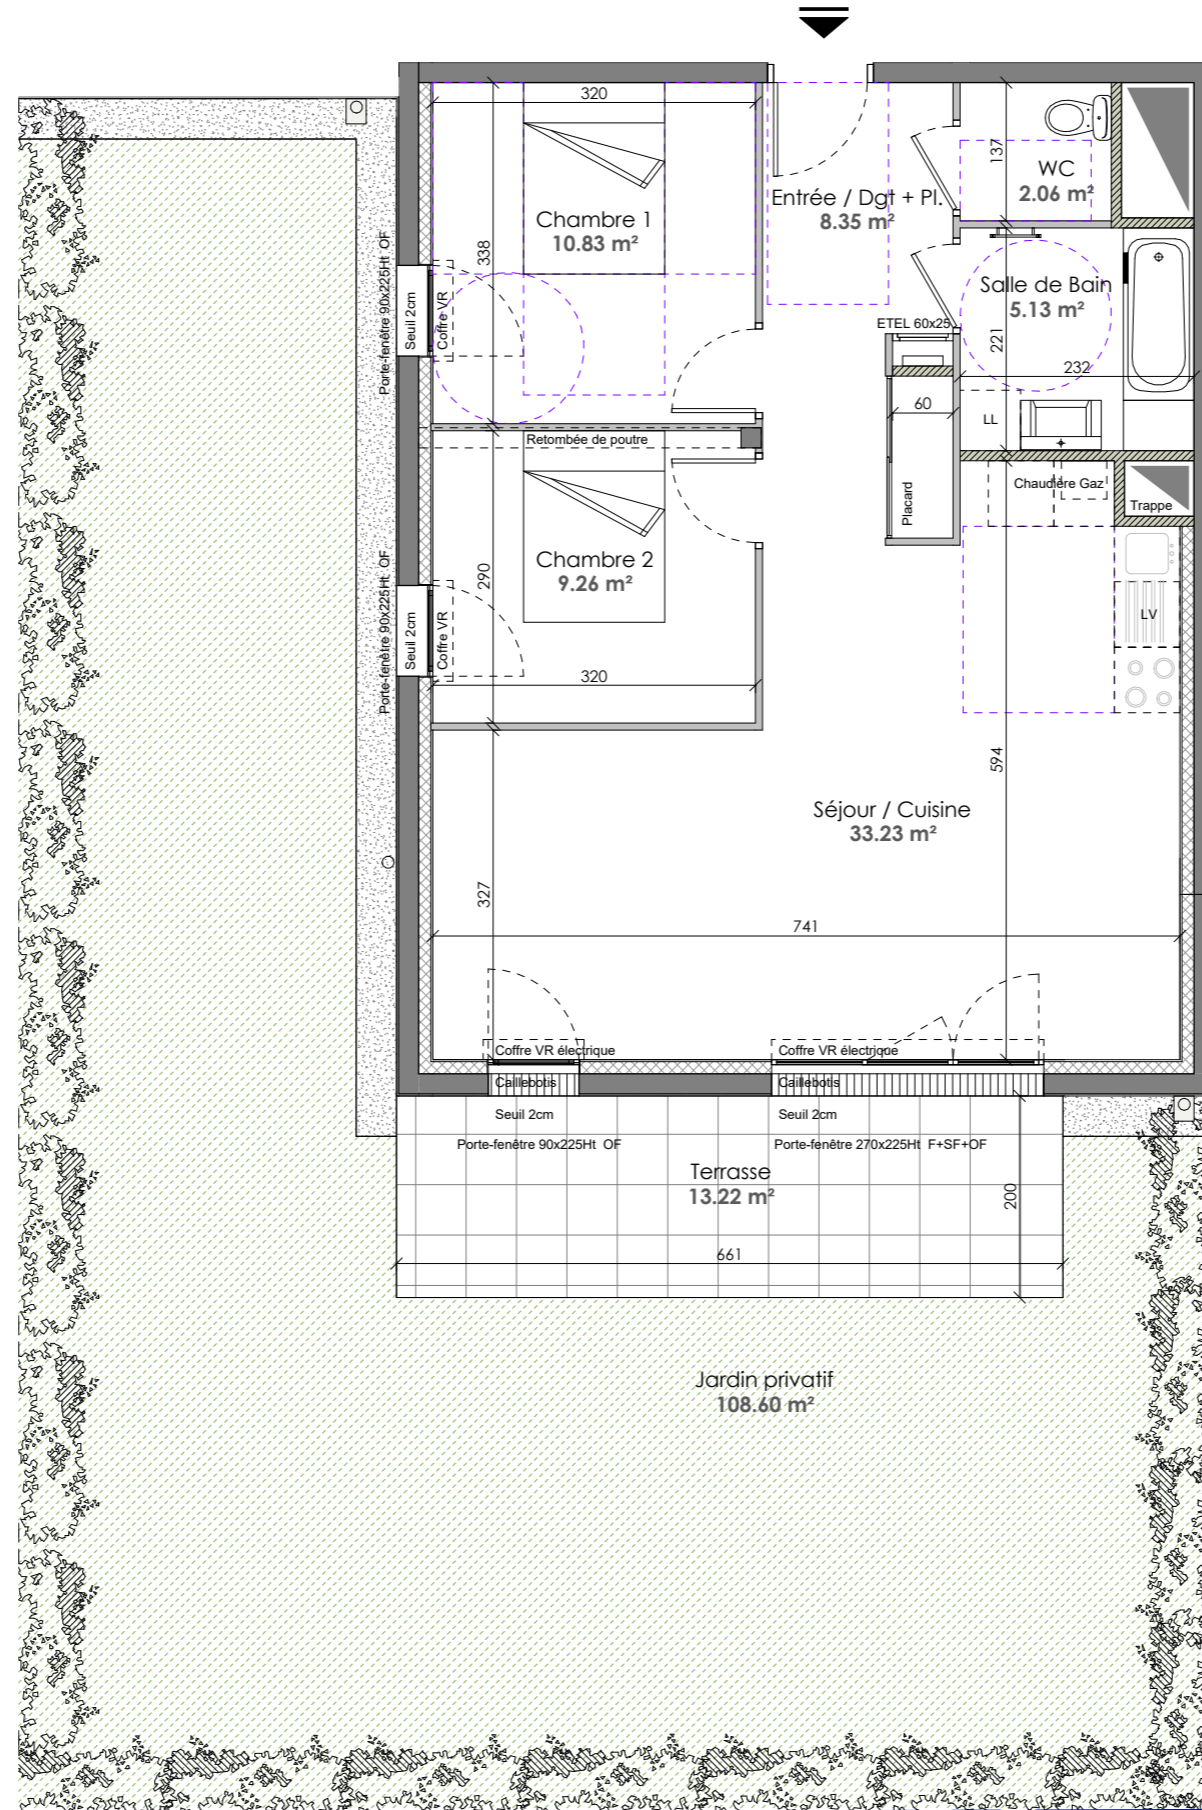 320
Chambre 1
10.83 m²
338
Entrée / Dgt + Pl.
8.35 m²
137
WC
2.06 m²
Salle de Bain
5.13 m²
221
232
ETEL 60x25
60
LL
Placard
Chaudière Gaz
Trappe
LV
Porte-fenêtre 90x225Ht OF
Seuil 2cm
Coffre VR
Retombée de poutre
Chambre 2
9.26 m²
290
320
Porte-fenêtre 90x225Ht OF
Seuil 2cm
Coffre VR
594
Séjour / Cuisine
33.23 m²
327
741
Coffre VR électrique
Caillebotis
Seuil 2cm
Porte-fenêtre 90x225Ht OF
Coffre VR électrique
Caillebotis
Seuil 2cm
Porte-fenêtre 270x225Ht F+SF+OF
Terrasse
13.22 m²
200
661
Jardin privatif
108.60 m²